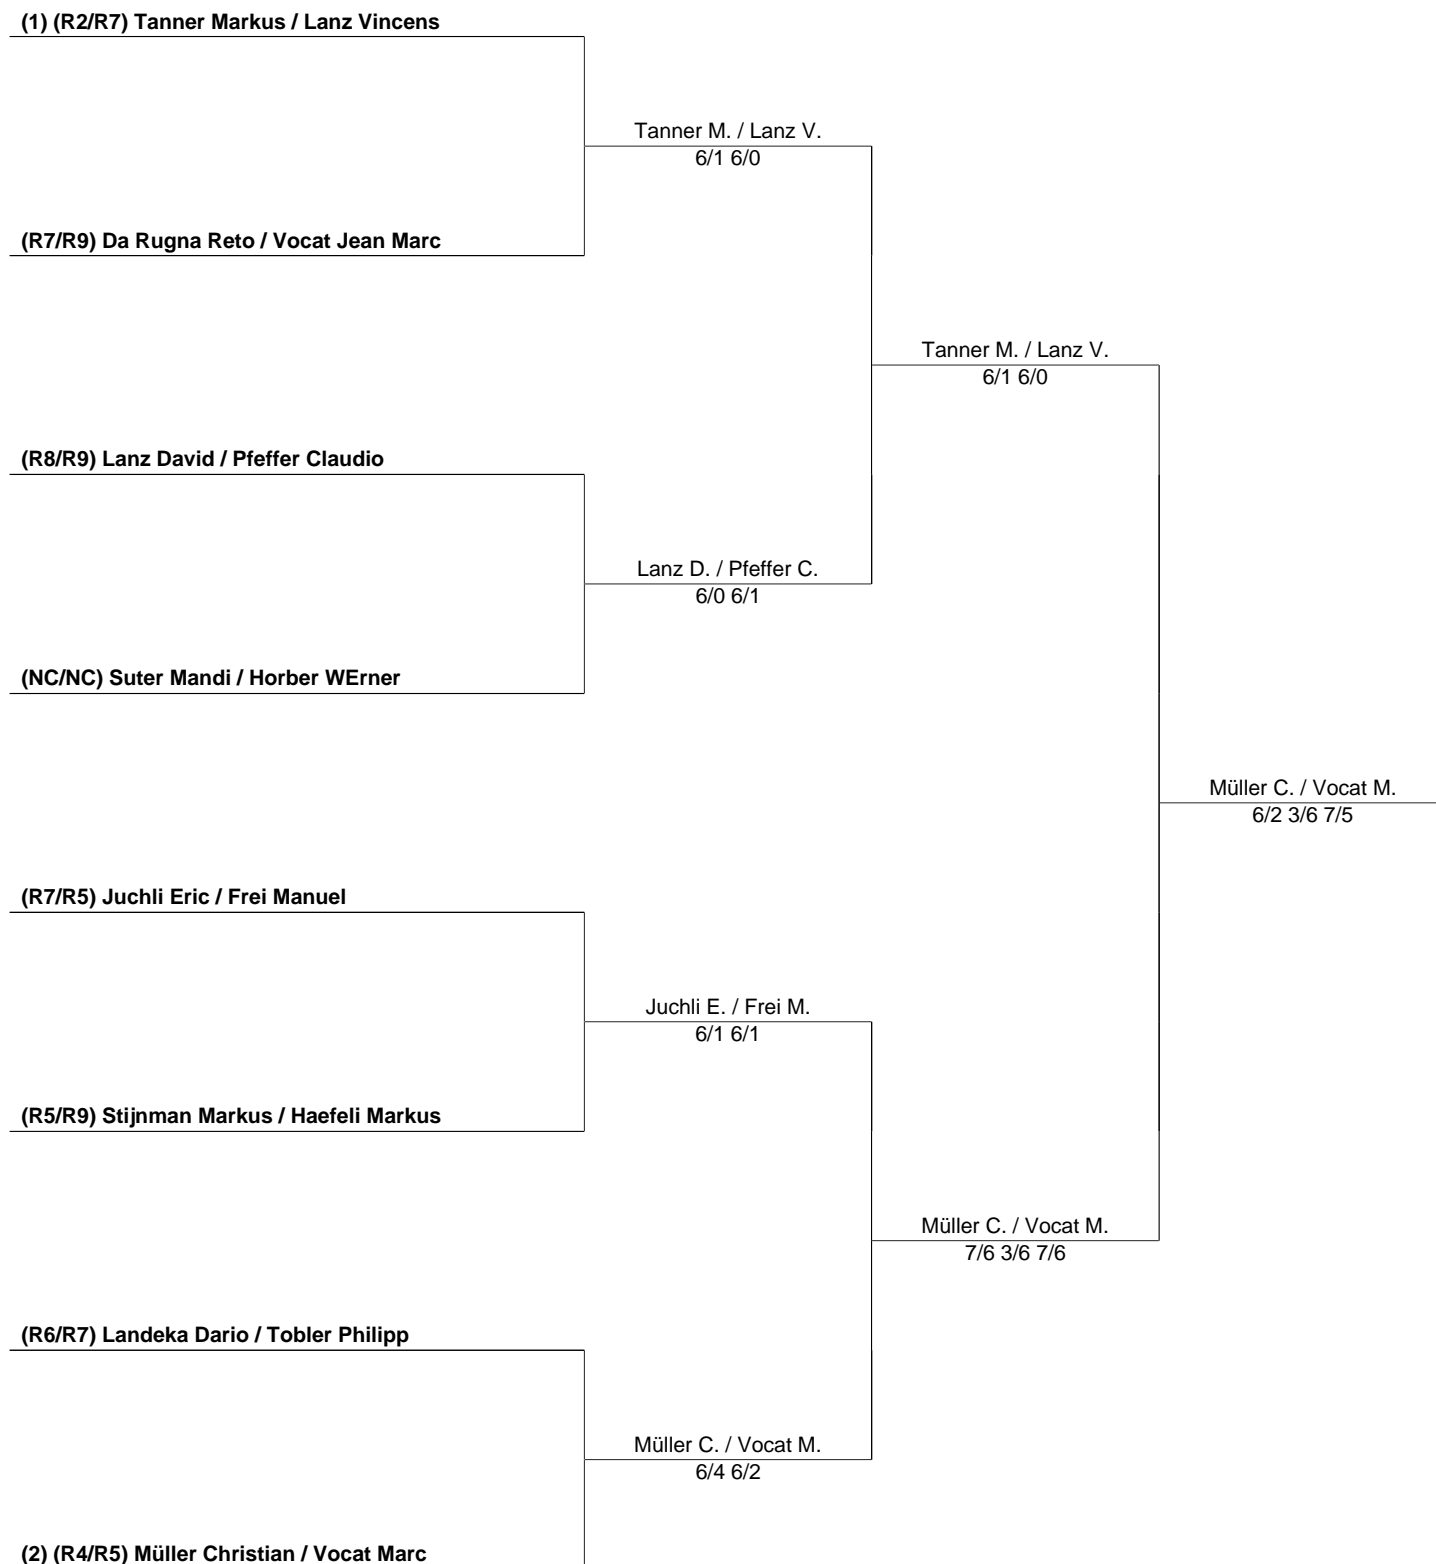 (1) (R2/R7) Tanner Markus / Lanz Vincens
Tanner M. / Lanz V.
6/1 6/0
(R7/R9) Da Rugna Reto / Vocat Jean Marc
Tanner M. / Lanz V.
6/1 6/0
(R8/R9) Lanz David / Pfeffer Claudio
Lanz D. / Pfeffer C.
6/0 6/1
(NC/NC) Suter Mandi / Horber WErner
Müller C. / Vocat M.
6/2 3/6 7/5
(R7/R5) Juchli Eric / Frei Manuel
Juchli E. / Frei M.
6/1 6/1
(R5/R9) Stijnman Markus / Haefeli Markus
Müller C. / Vocat M.
7/6 3/6 7/6
(R6/R7) Landeka Dario / Tobler Philipp
Müller C. / Vocat M.
6/4 6/2
(2) (R4/R5) Müller Christian / Vocat Marc